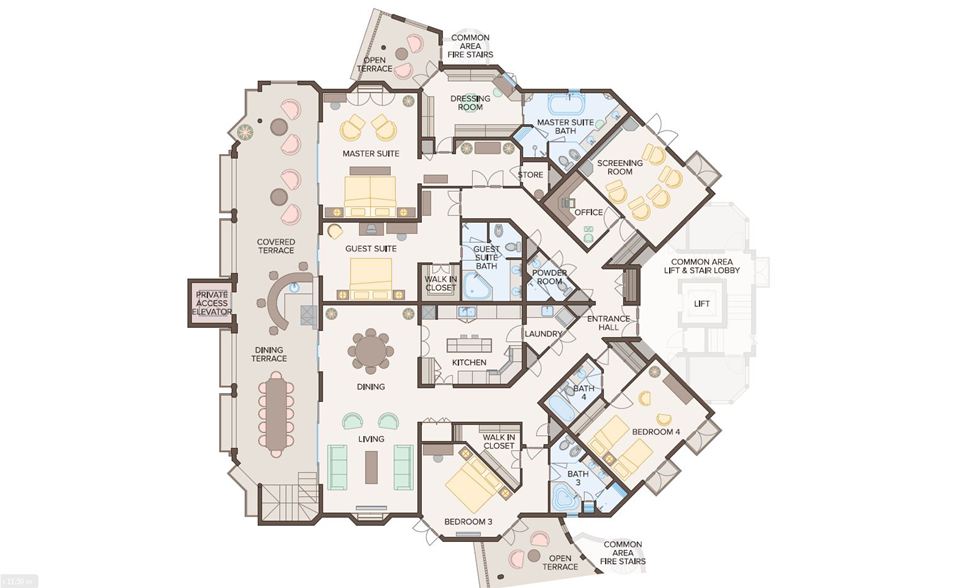 COMMON
AREA
FIRE STAIRS
OPEN
TERRACE
DRESSING
ROOM
MASTER SUITE
BATH
MASTER SUITE
SCREENING
ROOM
STORE
OFFICE
COVERED
TERRACE
GUEST SUITE
GUEST
SUITE
BATH
WALK IN
CLOSET
POWDER
ROOM
COMMON AREA
LIFT & STAIR LOBBY
PRIVATE
ACCESS
ELEVATOR
LIFT
ENTRANCE
HALL
LAUNDRY
DINING
TERRACE
KITCHEN
DINING
BATH
4
LIVING
WALK IN
CLOSET
BEDROOM 4
BATH
3
BEDROOM 3
OPEN
TERRACE
COMMON
AREA
FIRE STAIRS